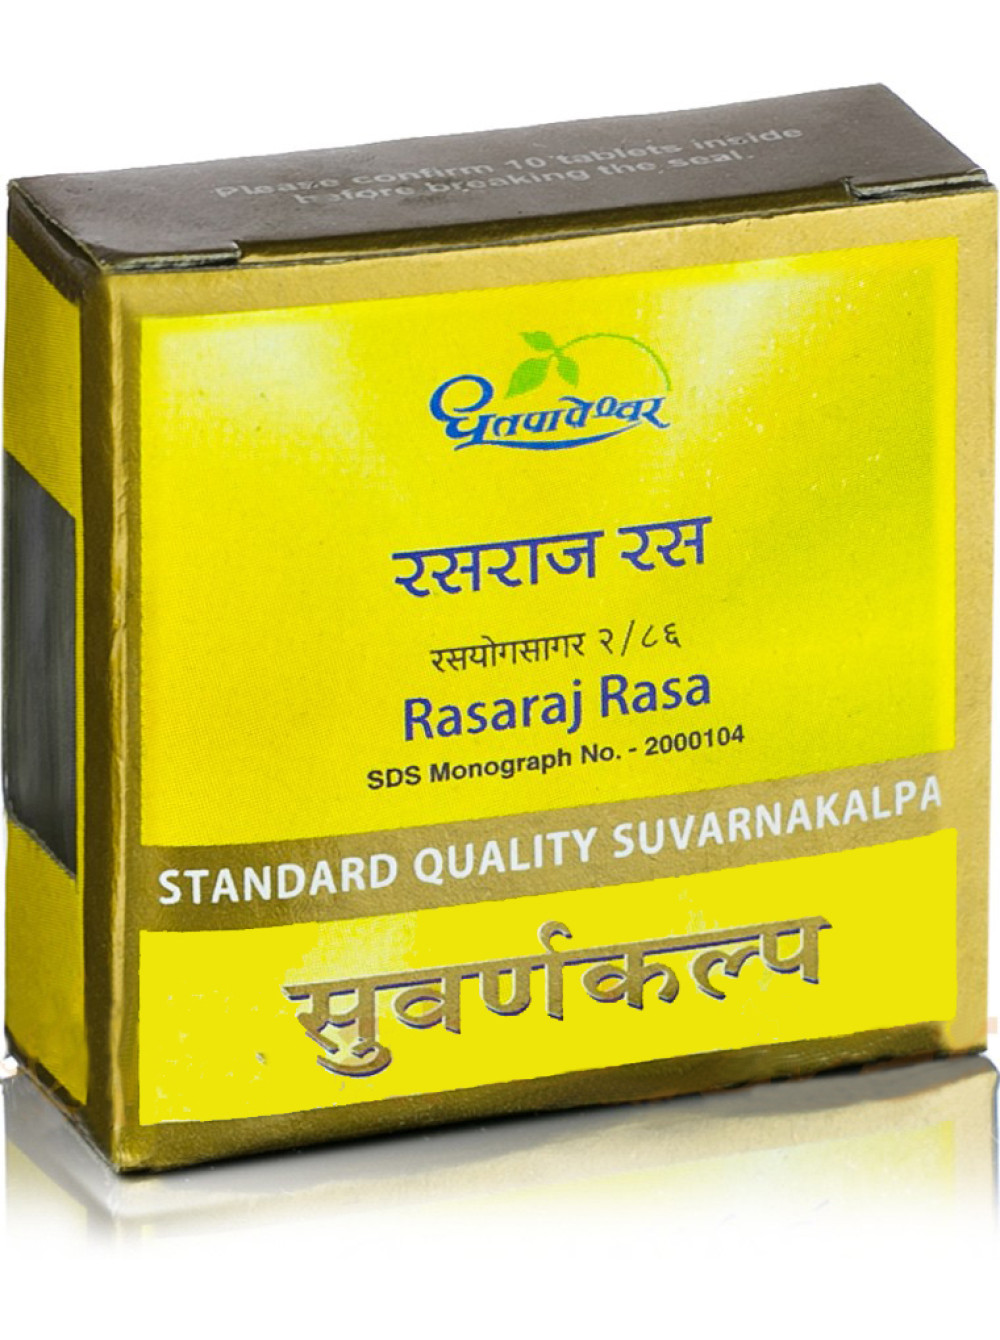 Please confirm 10 tablets inside
before breaking the seal.
धूतपापेश्वर
रसराज रस
रसयोगसागर २/८६
Rasaraj Rasa
SDS Monograph No. - 2000104
STANDARD QUALITY SUVARNAKALPA
सुवर्णकल्प